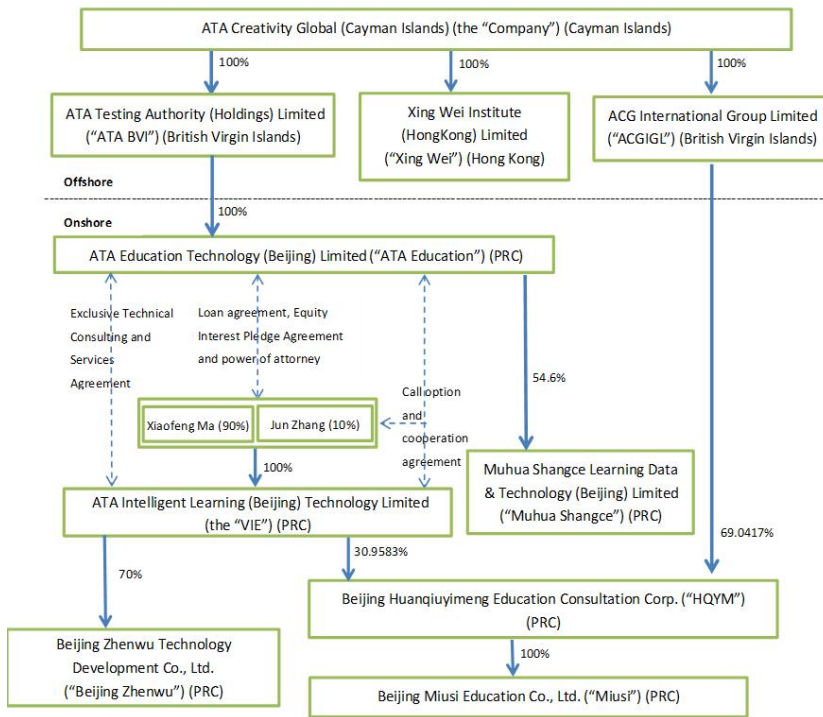 ATA Creativity Global (Cayman Islands) (the “Company”) (Cayman Islands)
100%
100%
100%
ATA Testing Authority (Holdings) Limited
(“ATA BVI”) (British Virgin Islands)
Xing Wei Institute
(HongKong) Limited
(“Xing Wei”) (Hong Kong)
ACG International Group Limited
(“ACGIGL”) (British Virgin Islands)
Offshore
100%
Onshore
ATA Education Technology (Beijing) Limited (“ATA Education”) (PRC)
Exclusive Technical
Consulting and
Services
Agreement
Loan agreement, Equity
Interest Pledge Agreement
and power of attorney
54.6%
Call option
and
cooperation
agreement
Xiaofeng Ma (90%)
Jun Zhang (10%)
100%
Muhua Shangce Learning Data
& Technology (Beijing) Limited
(“Muhua Shangce”) (PRC)
ATA Intelligent Learning (Beijing) Technology Limited
(the “VIE”) (PRC)
69.0417%
30.9583%
70%
Beijing Huanqiuyimeng Education Consultation Corp. (“HQYM”)
(PRC)
Beijing Zhenwu Technology
Development Co., Ltd.
(“Beijing Zhenwu”) (PRC)
100%
Beijing Miusi Education Co., Ltd. (“Miusi”) (PRC)